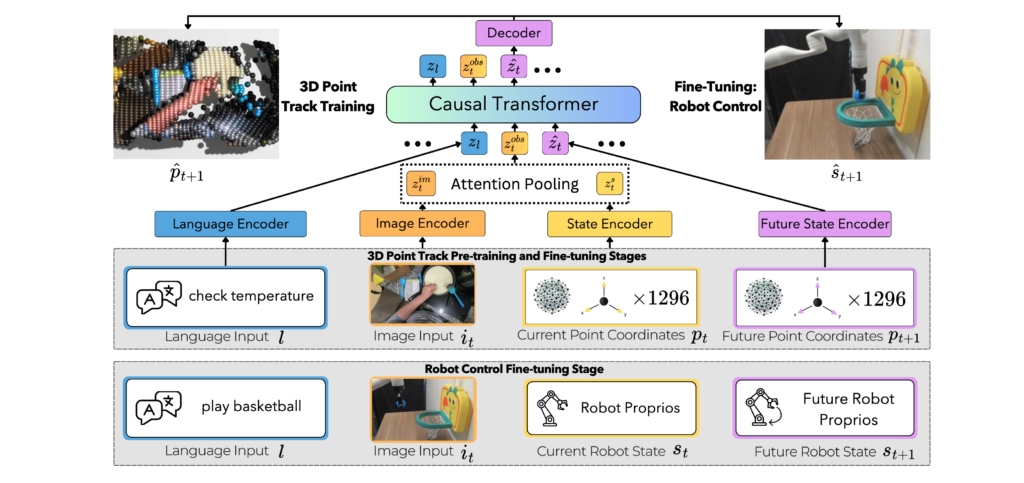 Decoder
z_l z_t^{obs} \hat{z}_t •••
3D Point
Track Training
Causal Transformer
Fine-Tuning:
Robot Control
••• z_l z_t^{obs} \hat{z}_t •••
\hat{p}_{t+1}
\hat{s}_{t+1}
z_t^{im} Attention Pooling z_t^s
Language Encoder
Image Encoder
State Encoder
Future State Encoder
3D Point Track Pre-training and Fine-tuning Stages
A 文 check temperature
×1296
×1296
Language Input l
Image Input i_t
Current Point Coordinates p_t
Future Point Coordinates p_{t+1}
Robot Control Fine-tuning Stage
A 文 play basketball
Robot Proprios
Future Robot
Proprios
Language Input l
Image Input i_t
Current Robot State s_t
Future Robot State s_{t+1}